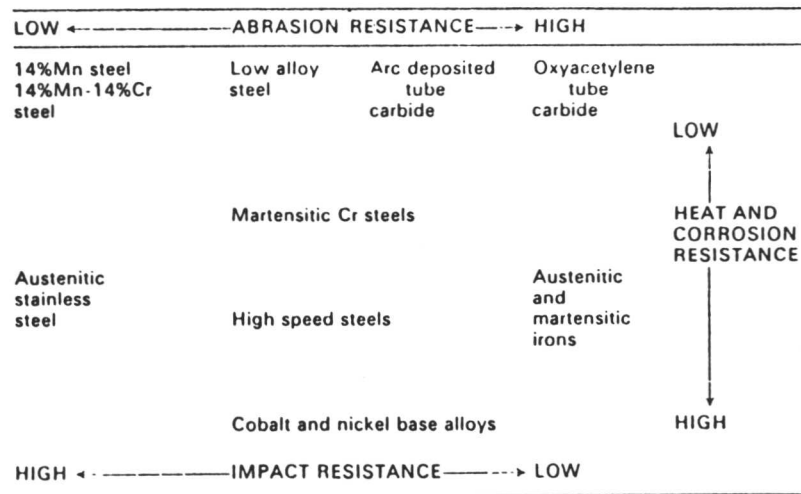 LOW ABRASION RESISTANCE HIGH
14%Mn steel Low alloy Arc deposited Oxyacetylene
14%Mn-14%Cr steel tube tube
steel carbide carbide
LOW
Martensitic Cr steels HEAT AND
CORROSION
RESISTANCE
Austenitic Austenitic
stainless and
steel High speed steels martensitic
irons
Cobalt and nickel base alloys HIGH
HIGH IMPACT RESISTANCE LOW